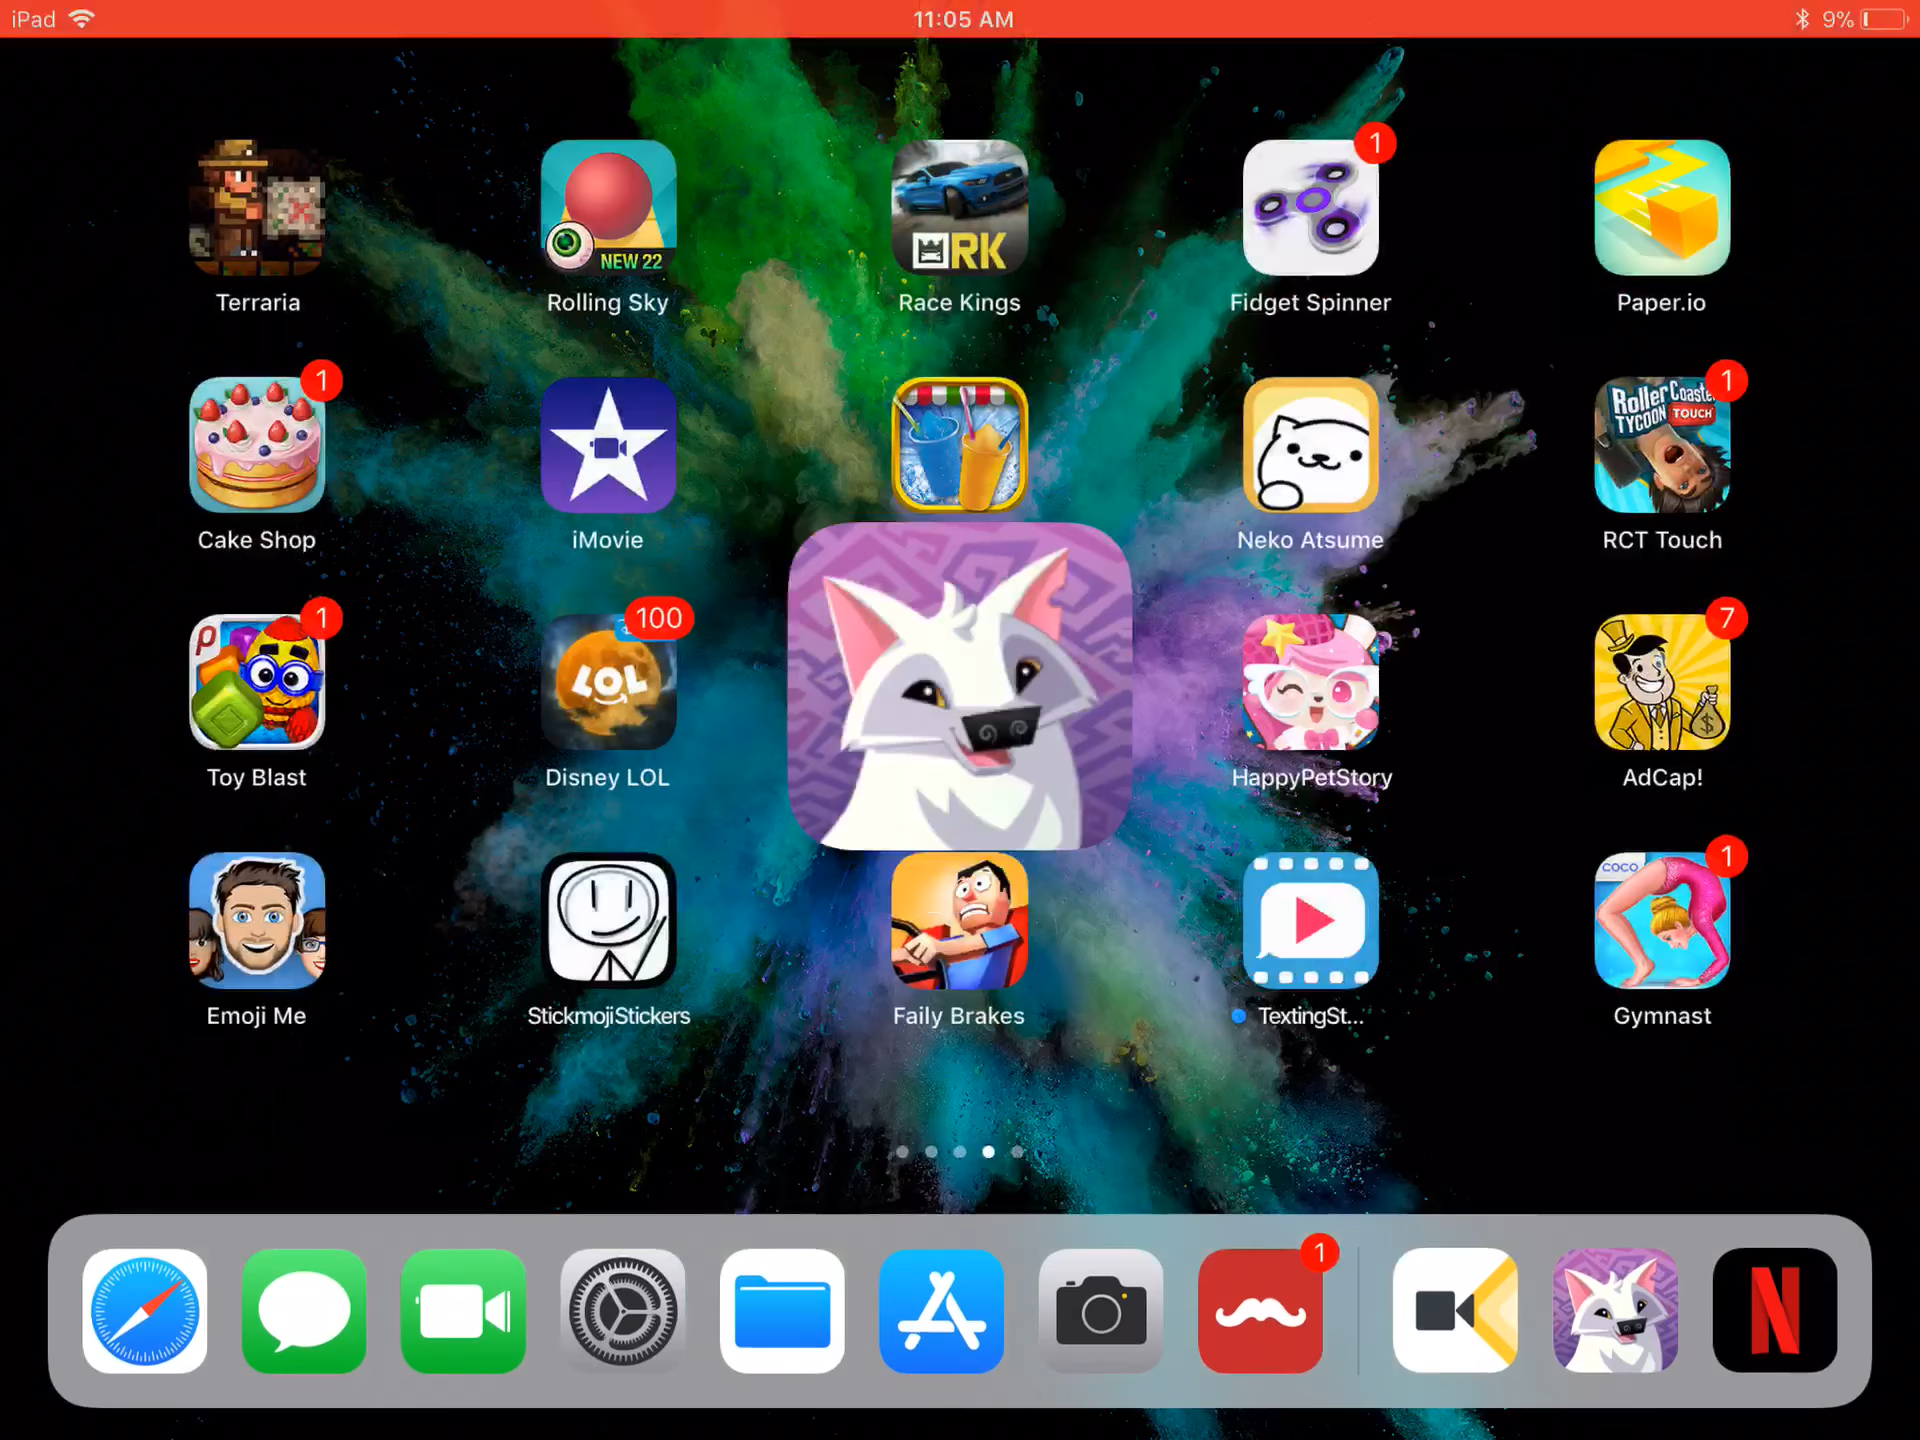 iPad 11:05 AM 9%
1
NEW 22
RK
Terraria Rolling Sky Race Kings Fidget Spinner Paper.io
1 1
Roller Coaster
TYCOON TOUCH
Cake Shop iMovie Neko Atsume RCT Touch
1 100 7
P
LOL
$
Toy Blast Disney LOL HappyPetStory AdCap!
1
COCO
Emoji Me StickmojiStickers Faily Brakes TextingSt... Gymnast
1
N